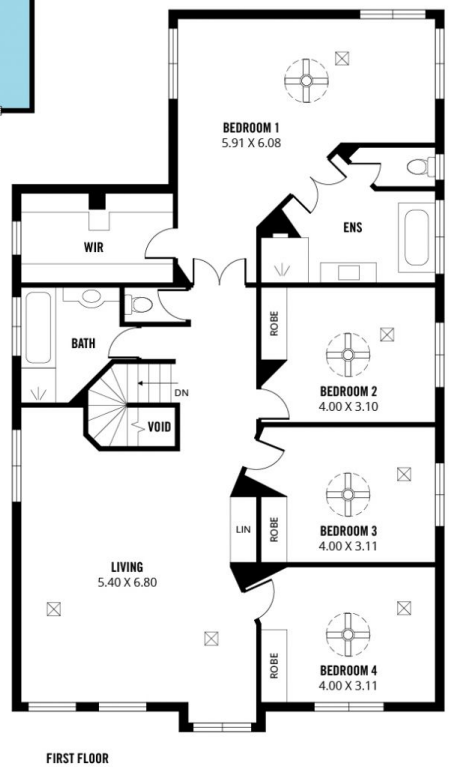 BEDROOM 1
5.91 X 6.08
WIR
ENS
ROBE
BATH
BEDROOM 2
4.00 X 3.10
DN
VOID
LIN
ROBE
BEDROOM 3
4.00 X 3.11
LIVING
5.40 X 6.80
ROBE
BEDROOM 4
4.00 X 3.11
FIRST FLOOR